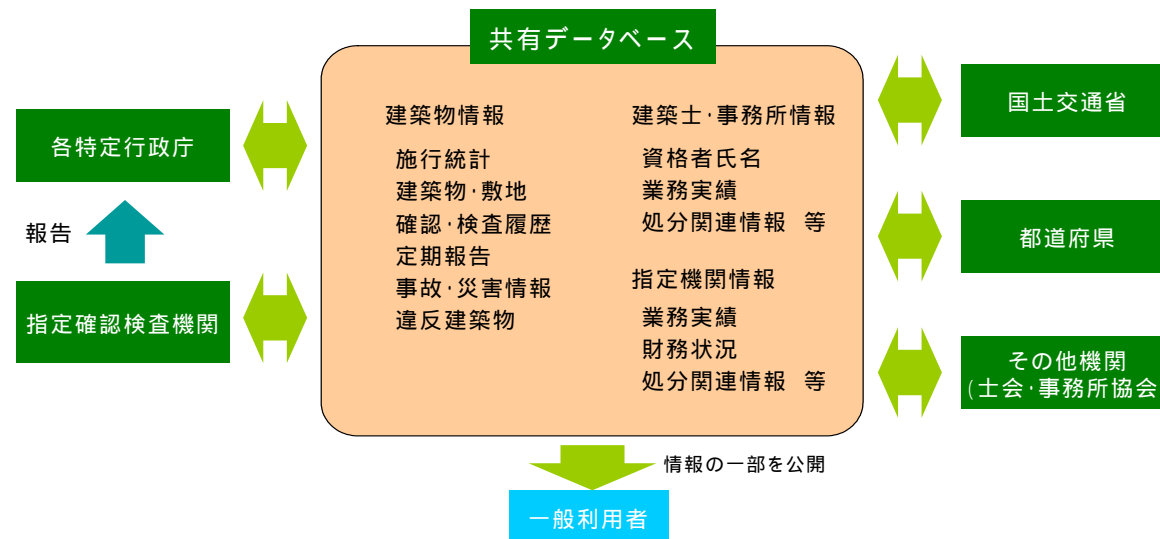 共有データベース
各特定行政庁
報告
指定確認検査機関
建築物情報
施行統計
建築物・敷地
確認・検査履歴
定期報告
事故・災害情報
違反建築物
建築士・事務所情報
資格者氏名
業務実績
処分関連情報 等
指定機関情報
業務実績
財務状況
処分関連情報 等
国土交通省
都道府県
その他機関
(士会・事務所協会
情報の一部を公開
一般利用者